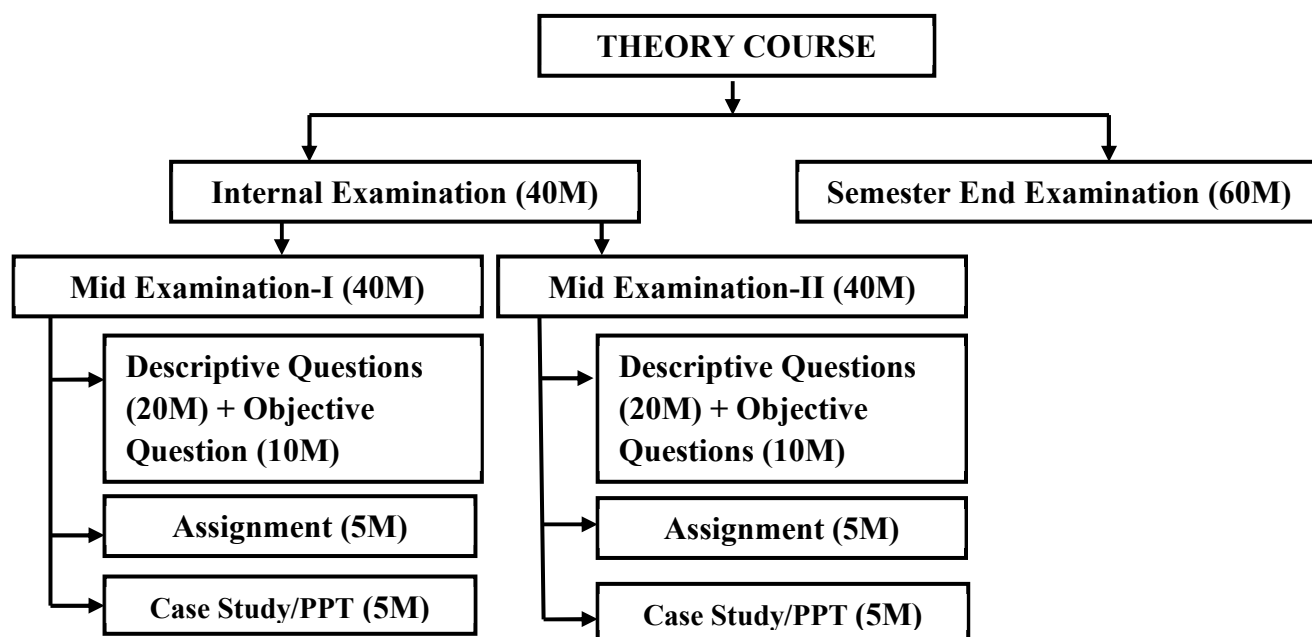 THEORY COURSE
Internal Examination (40M)
Semester End Examination (60M)
Mid Examination-I (40M)
Mid Examination-II (40M)
Descriptive Questions
(20M) + Objective
Question (10M)
Descriptive Questions
(20M) + Objective
Questions (10M)
Assignment (5M)
Assignment (5M)
Case Study/PPT (5M)
Case Study/PPT (5M)